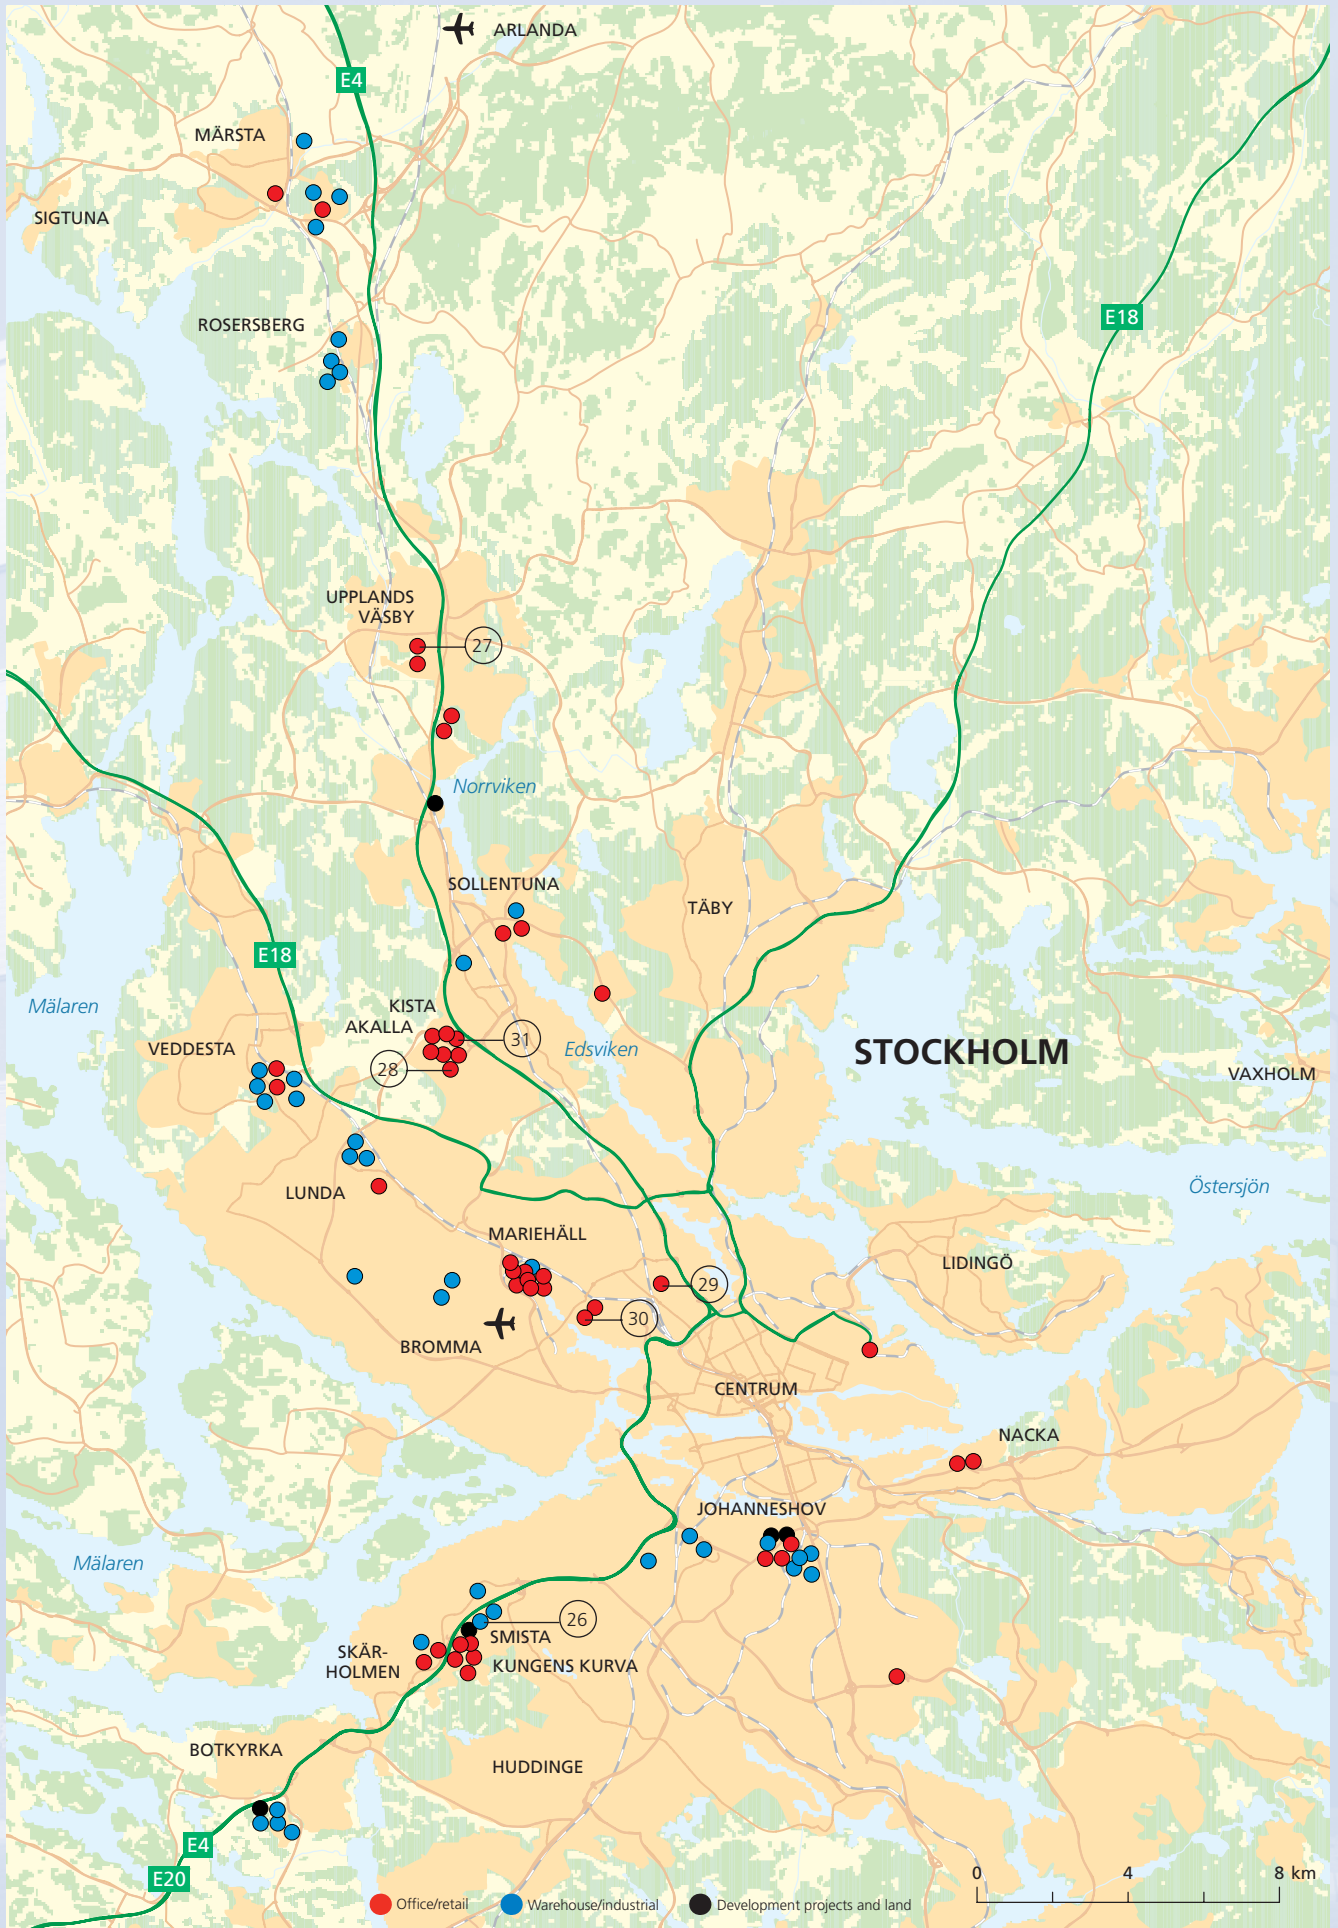 ARLANDA
E4
MÄRSTA
SIGTUNA
ROSERSBERG
E18
UPPLANDS
VÄSBY
27
Norrviken
SOLLENTUNA
TÄBY
E18
Mälaren
KISTA
AKALLA
31
Edsviken
STOCKHOLM
VEDDESTA
28
VAXHOLM
LUNDA
Östersjön
MARIEHÄLL
LIDINGÖ
29
30
BROMMA
CENTRUM
NACKA
JOHANNESHOV
Mälaren
26
SMISTA
SKÄR-
HOLMEN
KUNGENS KURVA
BOTKYRKA
HUDDINGE
E4
E20
0 4 8 km
Office/retail Warehouse/industrial Development projects and land